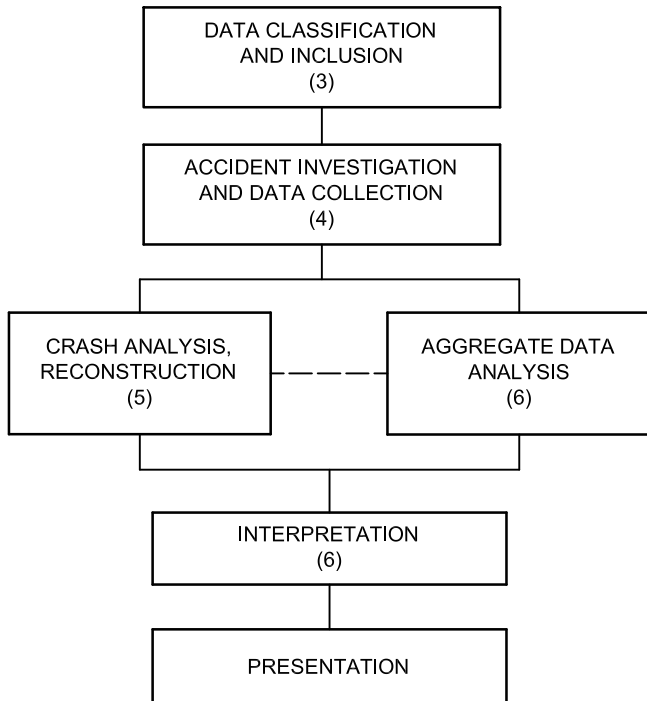 DATA CLASSIFICATION
AND INCLUSION
(3)
ACCIDENT INVESTIGATION
AND DATA COLLECTION
(4)
CRASH ANALYSIS,
RECONSTRUCTION
(5)
AGGREGATE DATA
ANALYSIS
(6)
INTERPRETATION
(6)
PRESENTATION